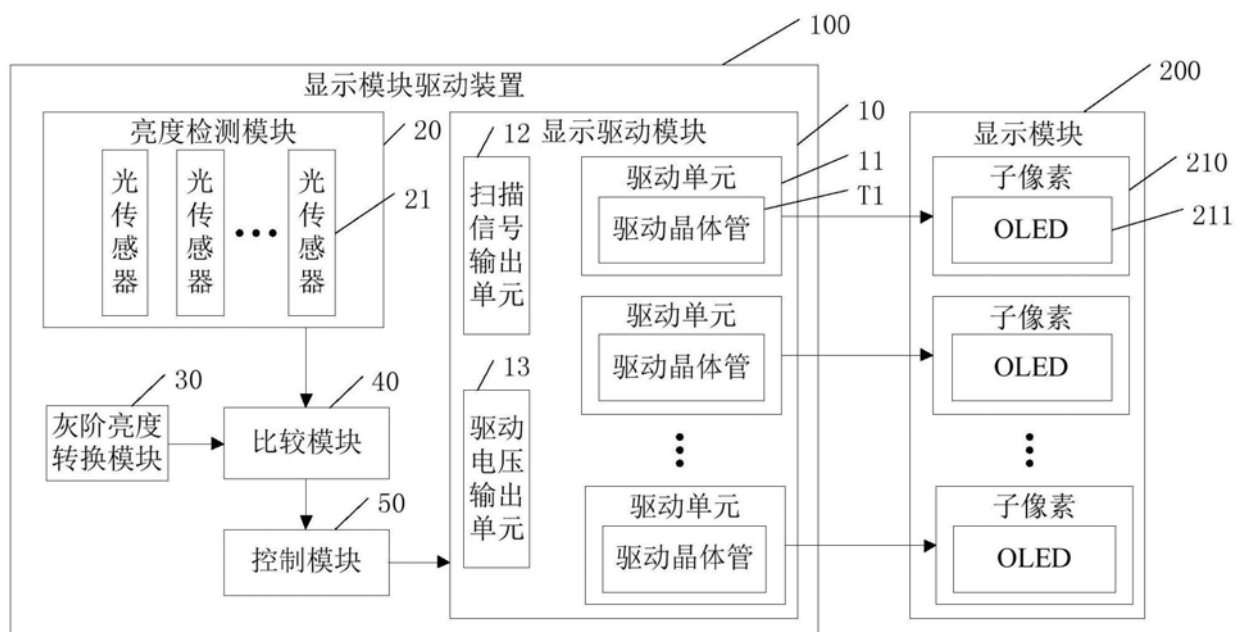 100
显示模块驱动装置
200
亮度检测模块
20
光传感器
光传感器
•••
光传感器
21
显示驱动模块
10
12
扫描
信号
输出
单元
13
驱动
电压
输出
单元
驱动单元
11
驱动晶体管
T1
驱动单元
驱动晶体管
驱动单元
驱动晶体管
显示模块
子像素
210
OLED
211
子像素
OLED
子像素
OLED
30
灰阶亮度
转换模块
40
比较模块
50
控制模块